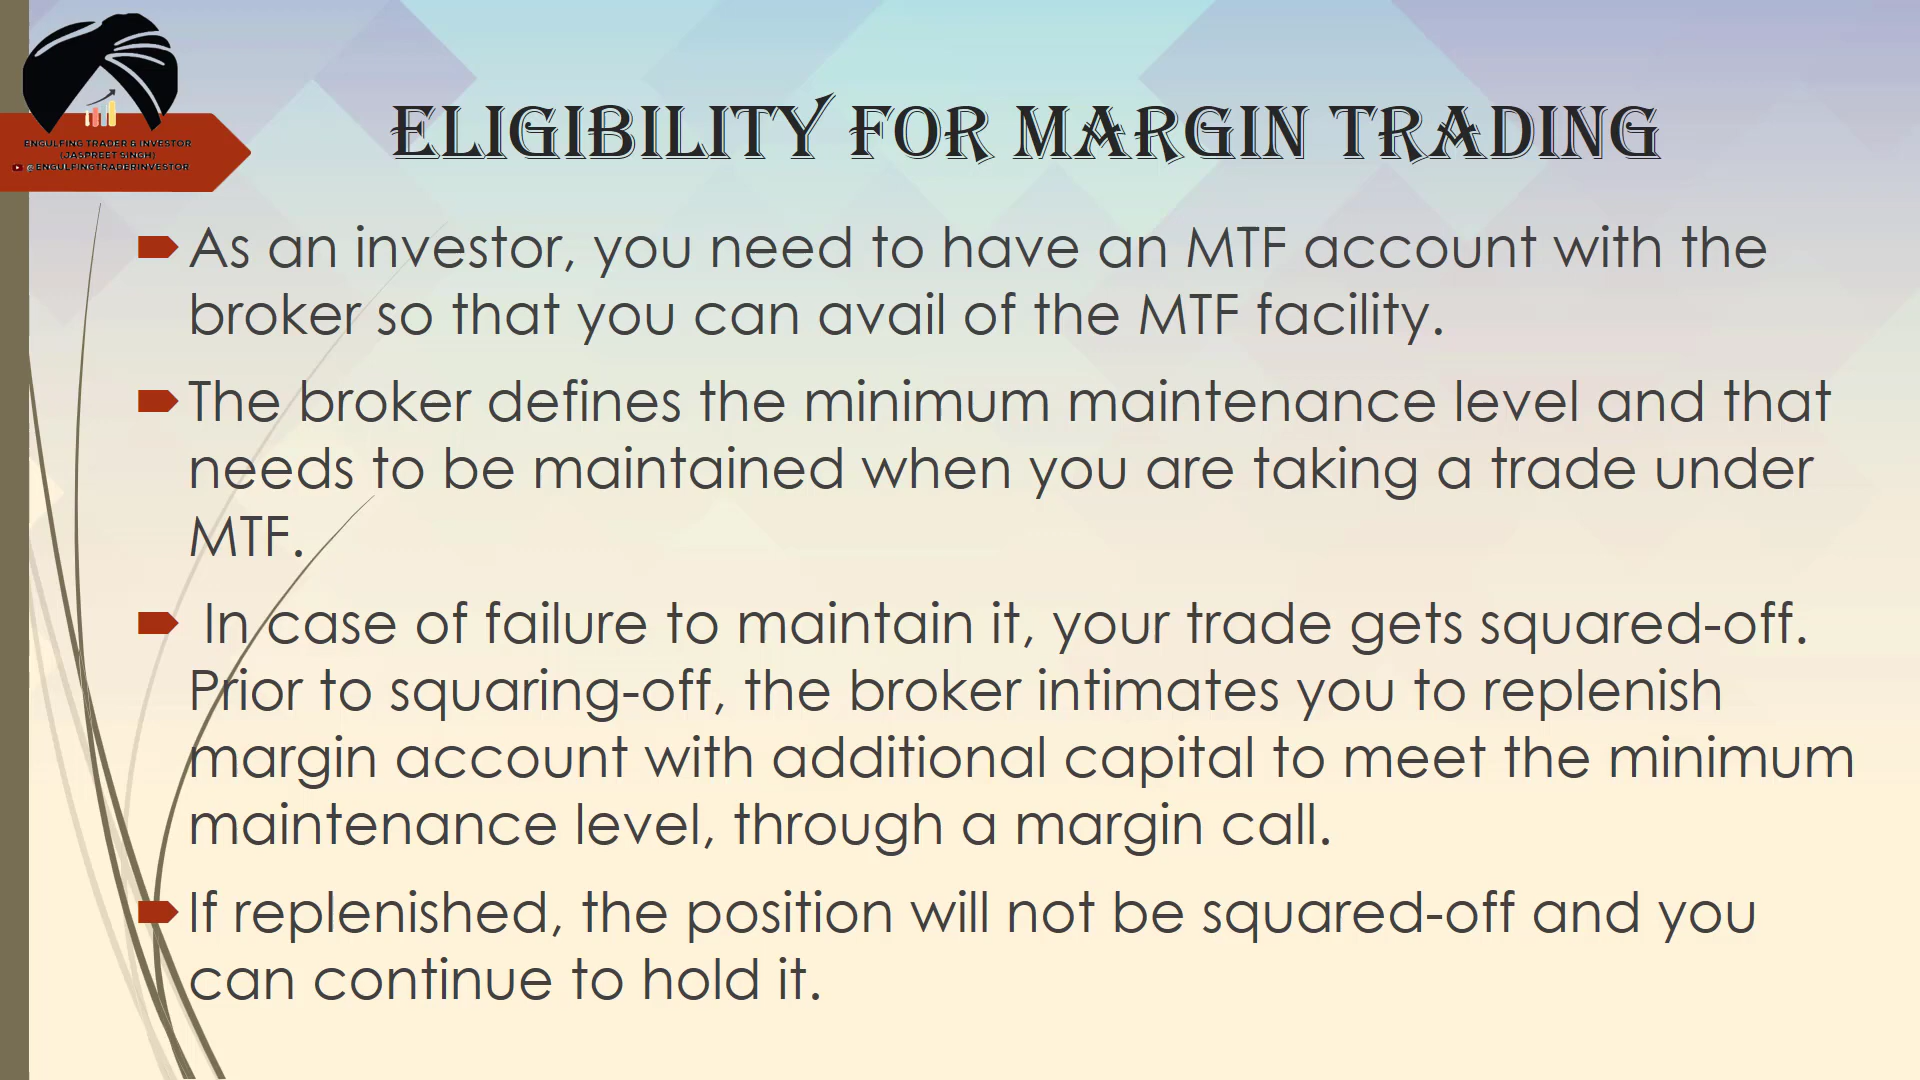 ENGULFING TRADER & INVESTOR
(JASPREET SINGH)
@ENGULFINGTRADERINVESTOR
ELIGIBILITY FOR MARGIN TRADING
As an investor, you need to have an MTF account with the
broker so that you can avail of the MTF facility.
The broker defines the minimum maintenance level and that
needs to be maintained when you are taking a trade under
MTF.
In case of failure to maintain it, your trade gets squared-off.
Prior to squaring-off, the broker intimates you to replenish
margin account with additional capital to meet the minimum
maintenance level, through a margin call.
If replenished, the position will not be squared-off and you
can continue to hold it.